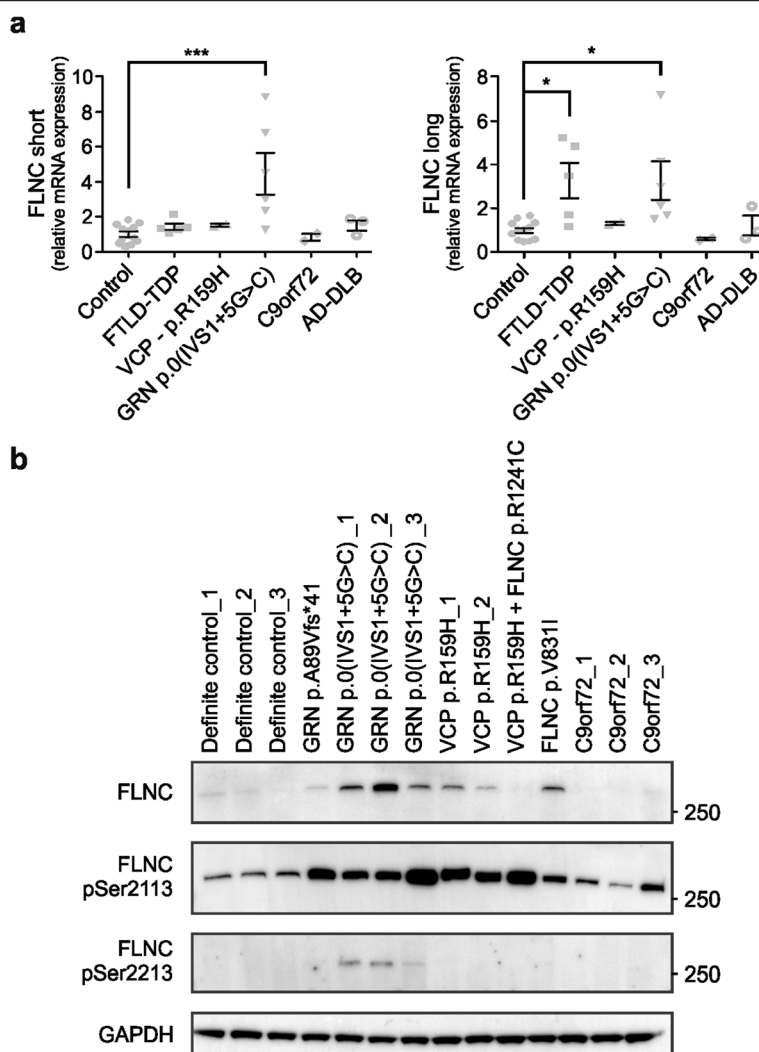 a
FLNC short
(relative mRNA expression)
10
8
6
4
2
0
***
Control
FTLD-TDP
VCP - p.R159H
GRN p.0(IVS1+5G>C)
C9orf72
AD-DLB
FLNC long
(relative mRNA expression)
8
6
4
2
0
*
*
Control
FTLD-TDP
VCP - p.R159H
GRN p.0(IVS1+5G>C)
C9orf72
AD-DLB
b
Definite control_1
Definite control_2
Definite control_3
GRN p.A89Vfs*41
GRN p.0(IVS1+5G>C)_1
GRN p.0(IVS1+5G>C)_2
GRN p.0(IVS1+5G>C)_3
VCP p.R159H_1
VCP p.R159H_2
VCP p.R159H + FLNC p.R1241C
FLNC p.V831I
C9orf72_1
C9orf72_2
C9orf72_3
FLNC
250
FLNC
pSer2113
250
FLNC
pSer2213
250
GAPDH